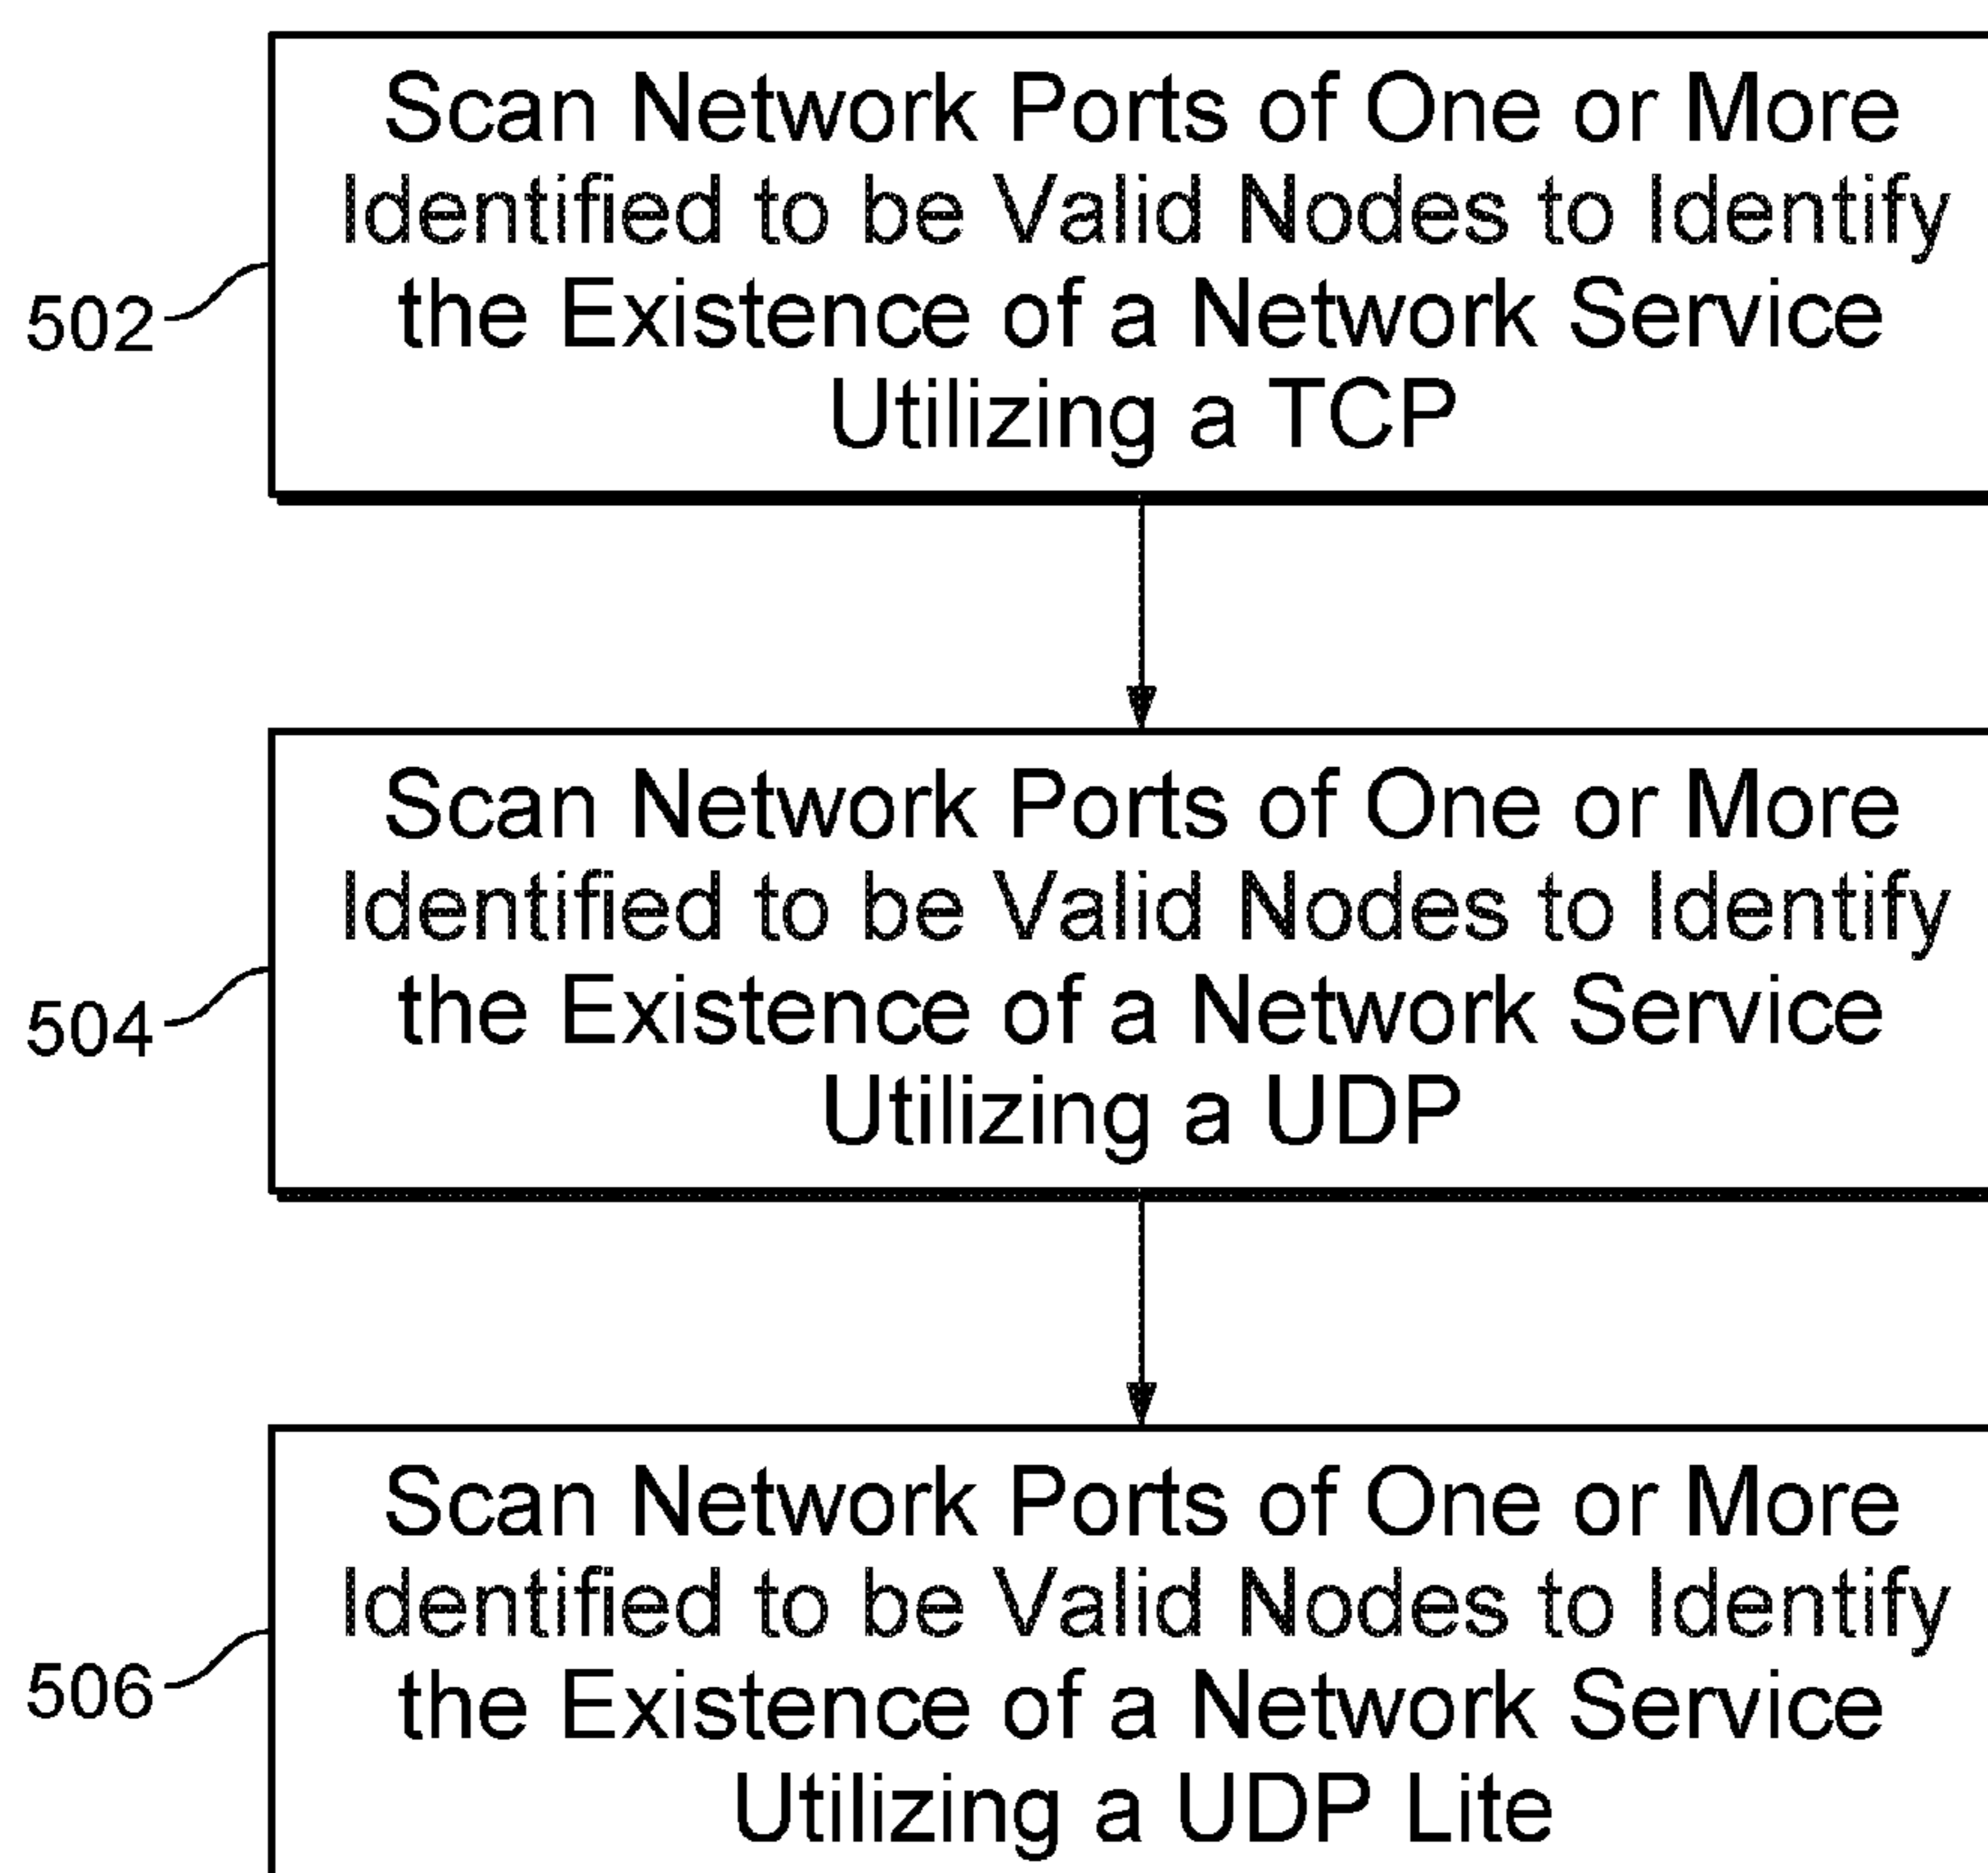 Scan Network Ports of One or More
Identified to be Valid Nodes to Identify
the Existence of a Network Service
Utilizing a TCP
502
Scan Network Ports of One or More
Identified to be Valid Nodes to Identify
the Existence of a Network Service
Utilizing a UDP
504
Scan Network Ports of One or More
Identified to be Valid Nodes to Identify
the Existence of a Network Service
Utilizing a UDP Lite
506